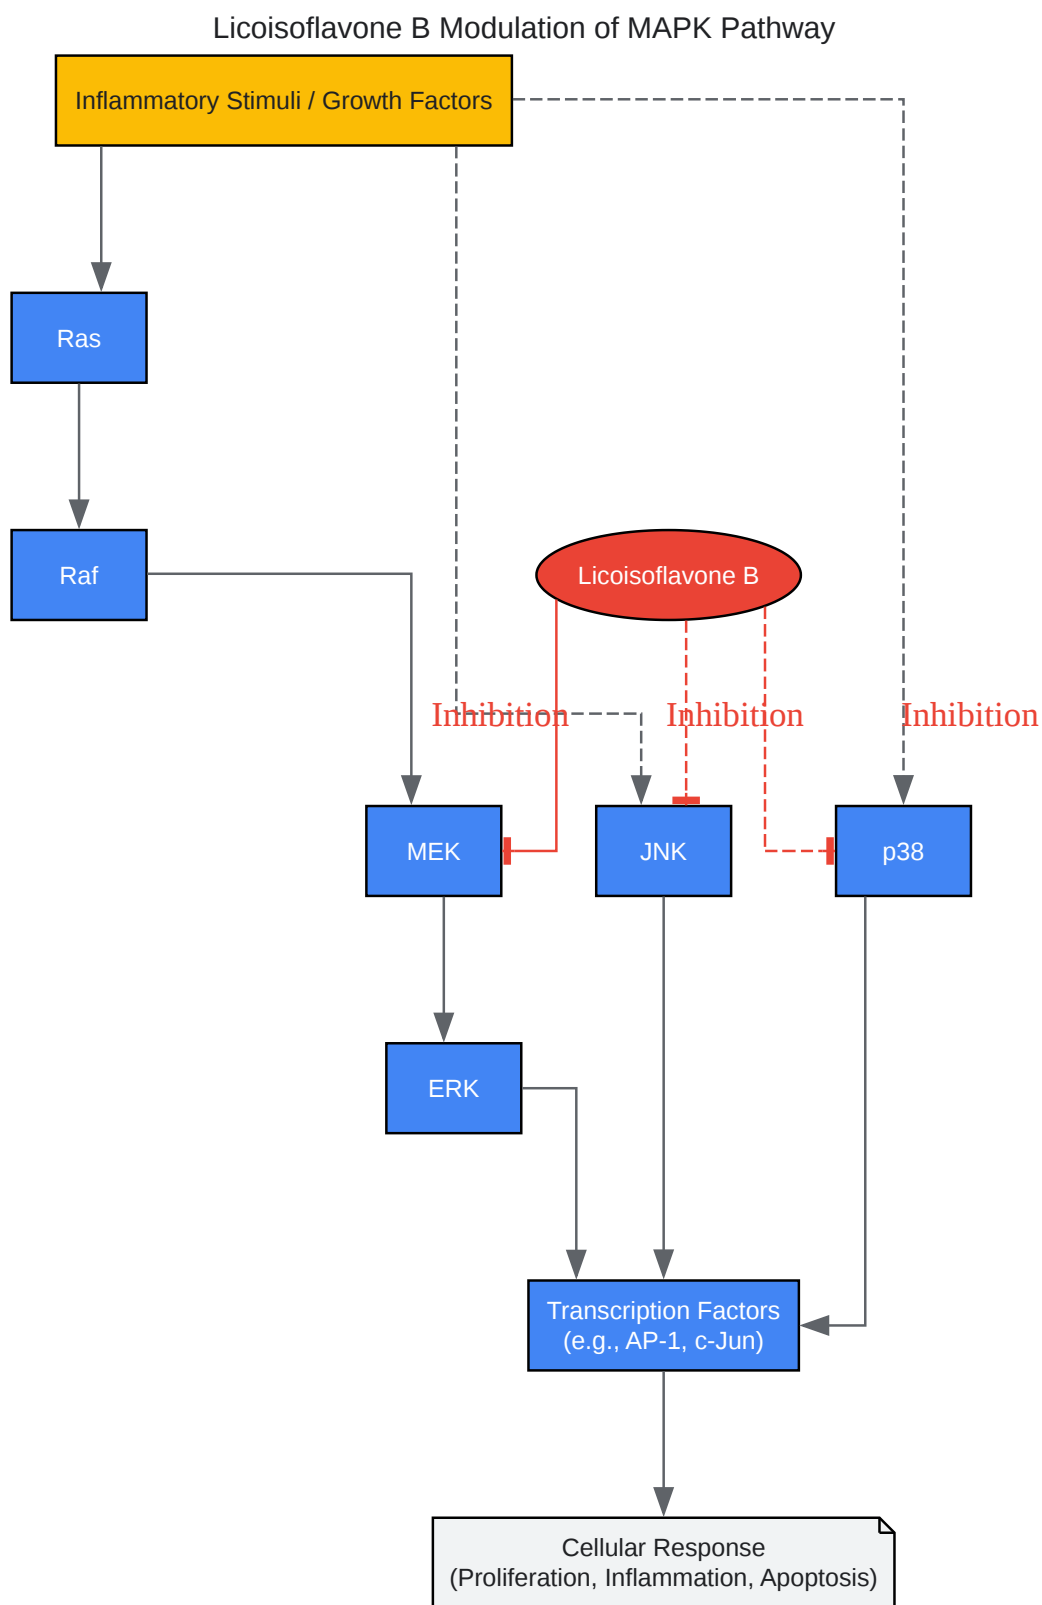 Licoisoflavone B Modulation of MAPK Pathway
Inflammatory Stimuli / Growth Factors
Ras
Raf
Licoisoflavone B
Inhibition
Inhibition
Inhibition
MEK
JNK
p38
ERK
Transcription Factors
(e.g., AP-1, c-Jun)
Cellular Response
(Proliferation, Inflammation, Apoptosis)